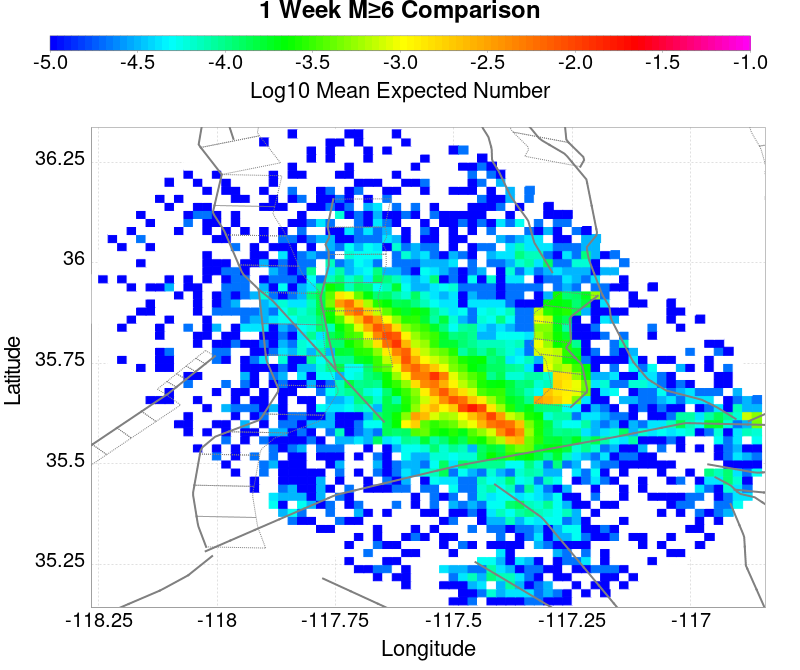 1 Week M≥6 Comparison
-5.0 -4.5 -4.0 -3.5 -3.0 -2.5 -2.0 -1.5 -1.0
Log10 Mean Expected Number
36.25
36
35.75
35.5
35.25
Latitude
-118.25 -118 -117.75 -117.5 -117.25 -117
Longitude